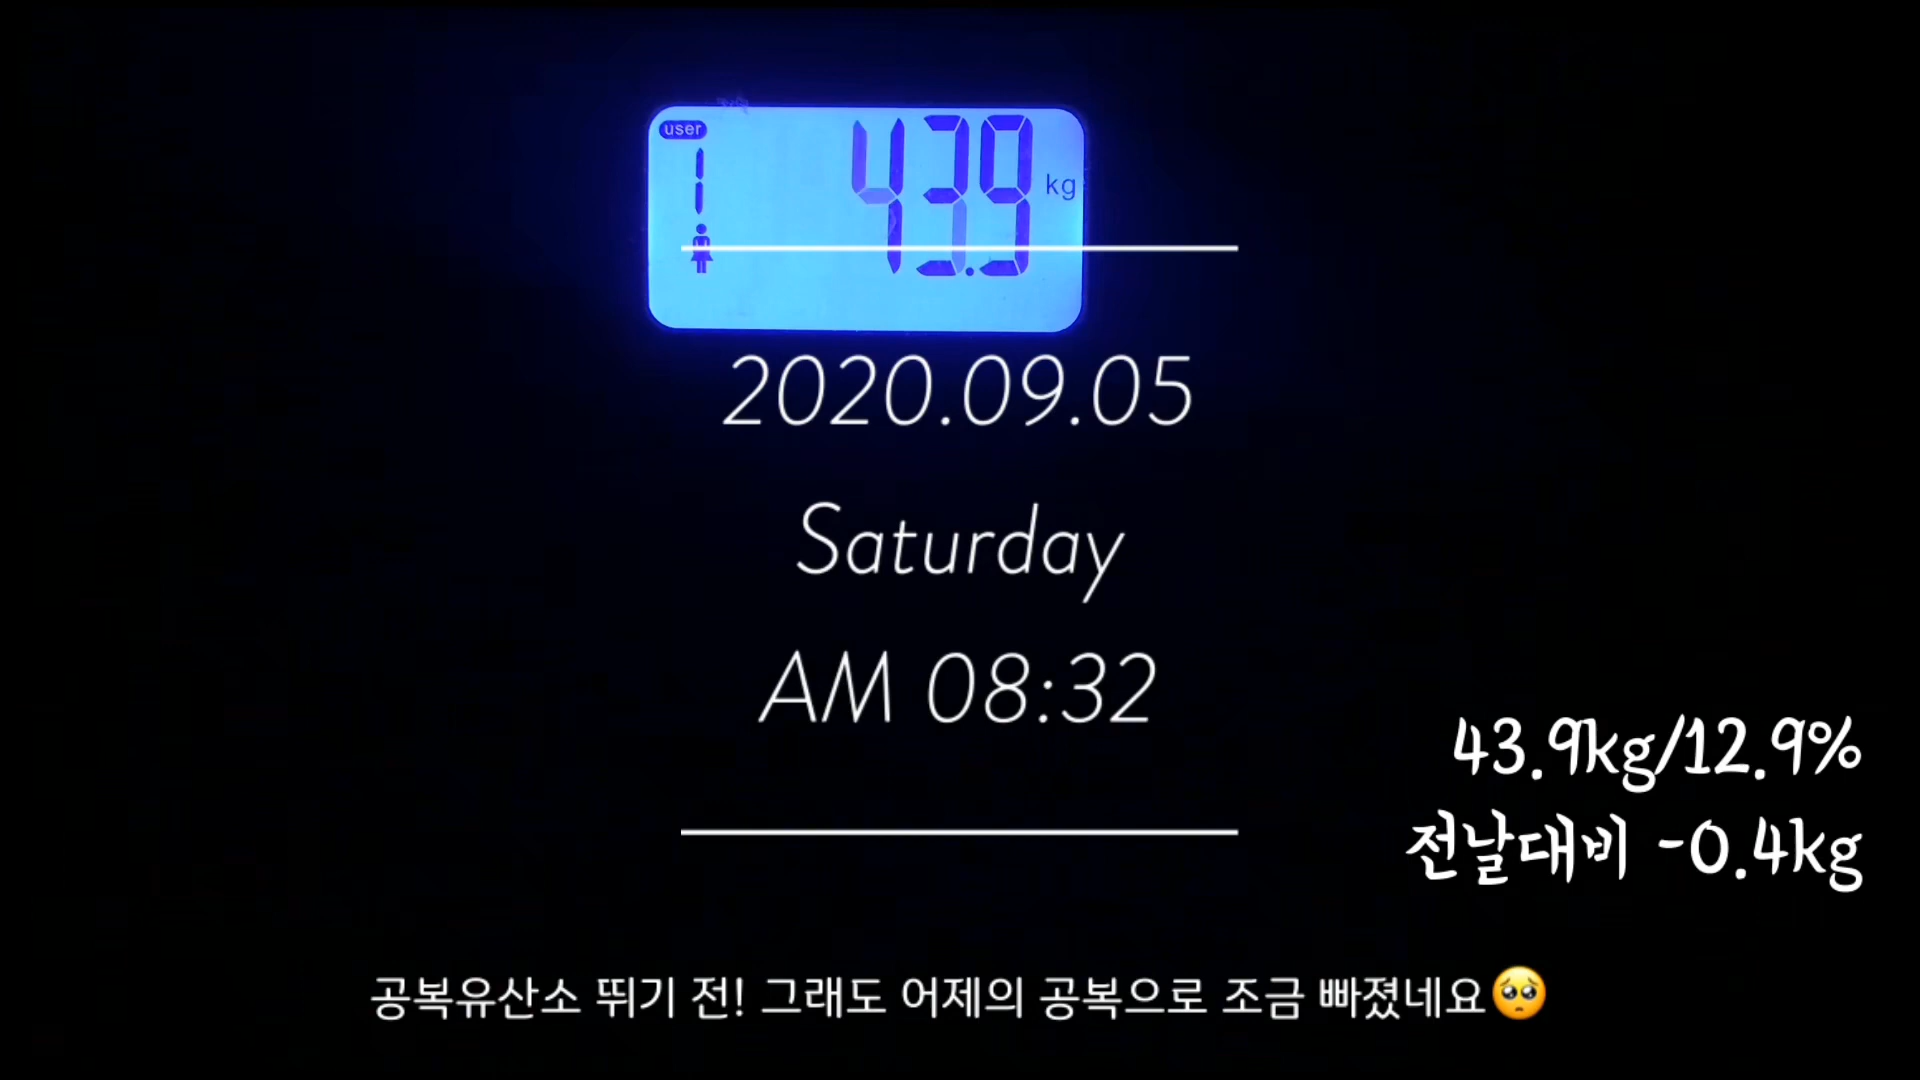 user
1
43.9 kg
2020.09.05
Saturday
AM 08:32
43.9kg/12.9%
전날대비 -0.4kg
공복유산소 뛰기 전! 그래도 어제의 공복으로 조금 빠졌네요🥺